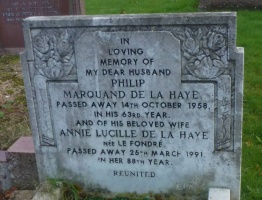 IN
LOVING
MEMORY OF
MY DEAR HUSBAND
PHILIP
MARQUAND DE LA HAYE
PASSED AWAY 14TH OCTOBER 1958,
IN HIS 63RD YEAR.
AND OF HIS BELOVED WIFE
ANNIE LUCILLE DE LA HAYE
NÉE LE FONDRÉ
PASSED AWAY 26TH MARCH 1991,
IN HER 88TH YEAR.
REUNITED